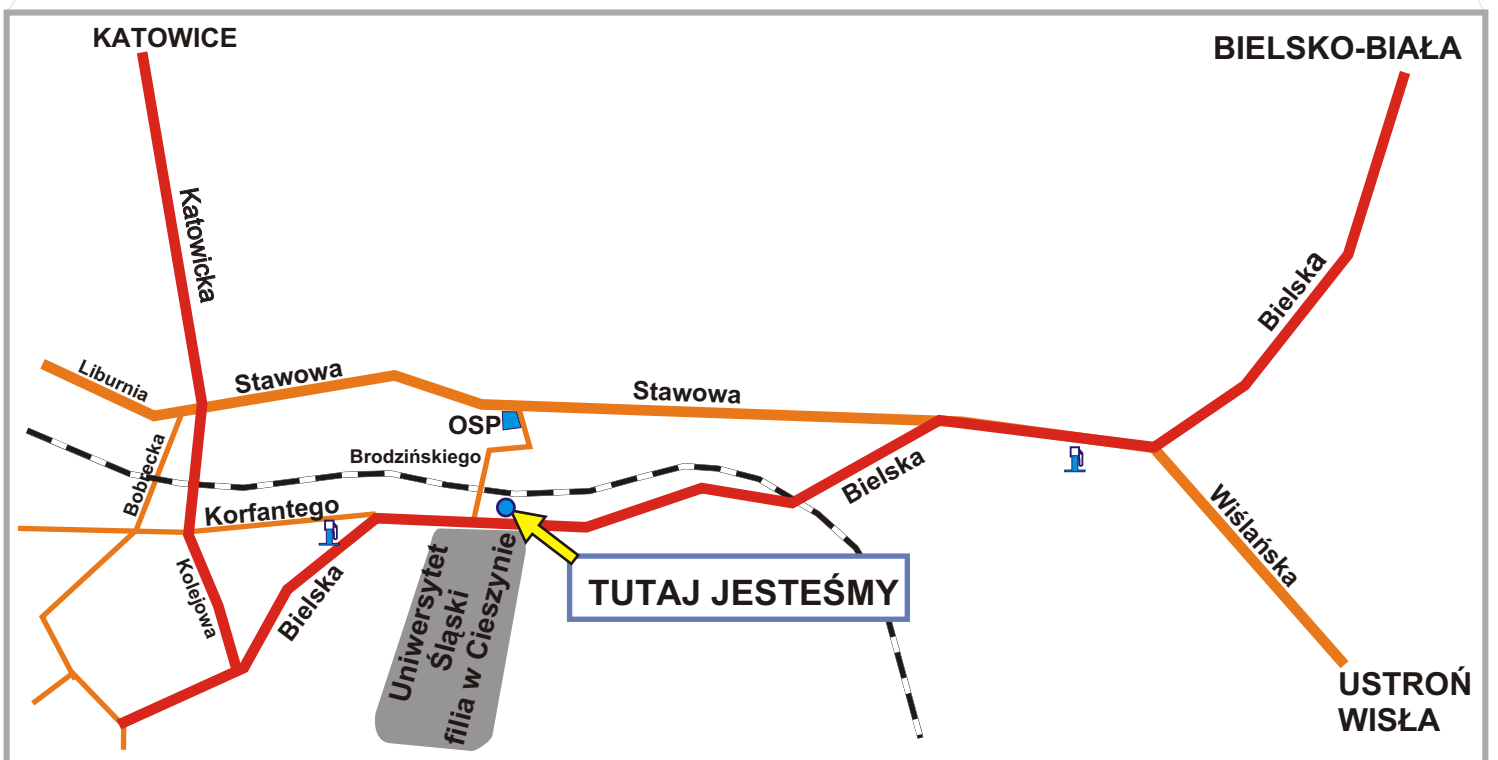 KATOWICE
BIELSKO-BIAŁA
Katowicka
Bielska
Liburnia
Stawowa
Stawowa
OSP
Bobrecka
Brodzińskiego
Bielska
Korfantego
Wiślańska
Kolejowa
Bielska
Uniwersytet
Śląski
filia w Cieszynie
TUTAJ JESTEŚMY
USTROŃ
WISŁA